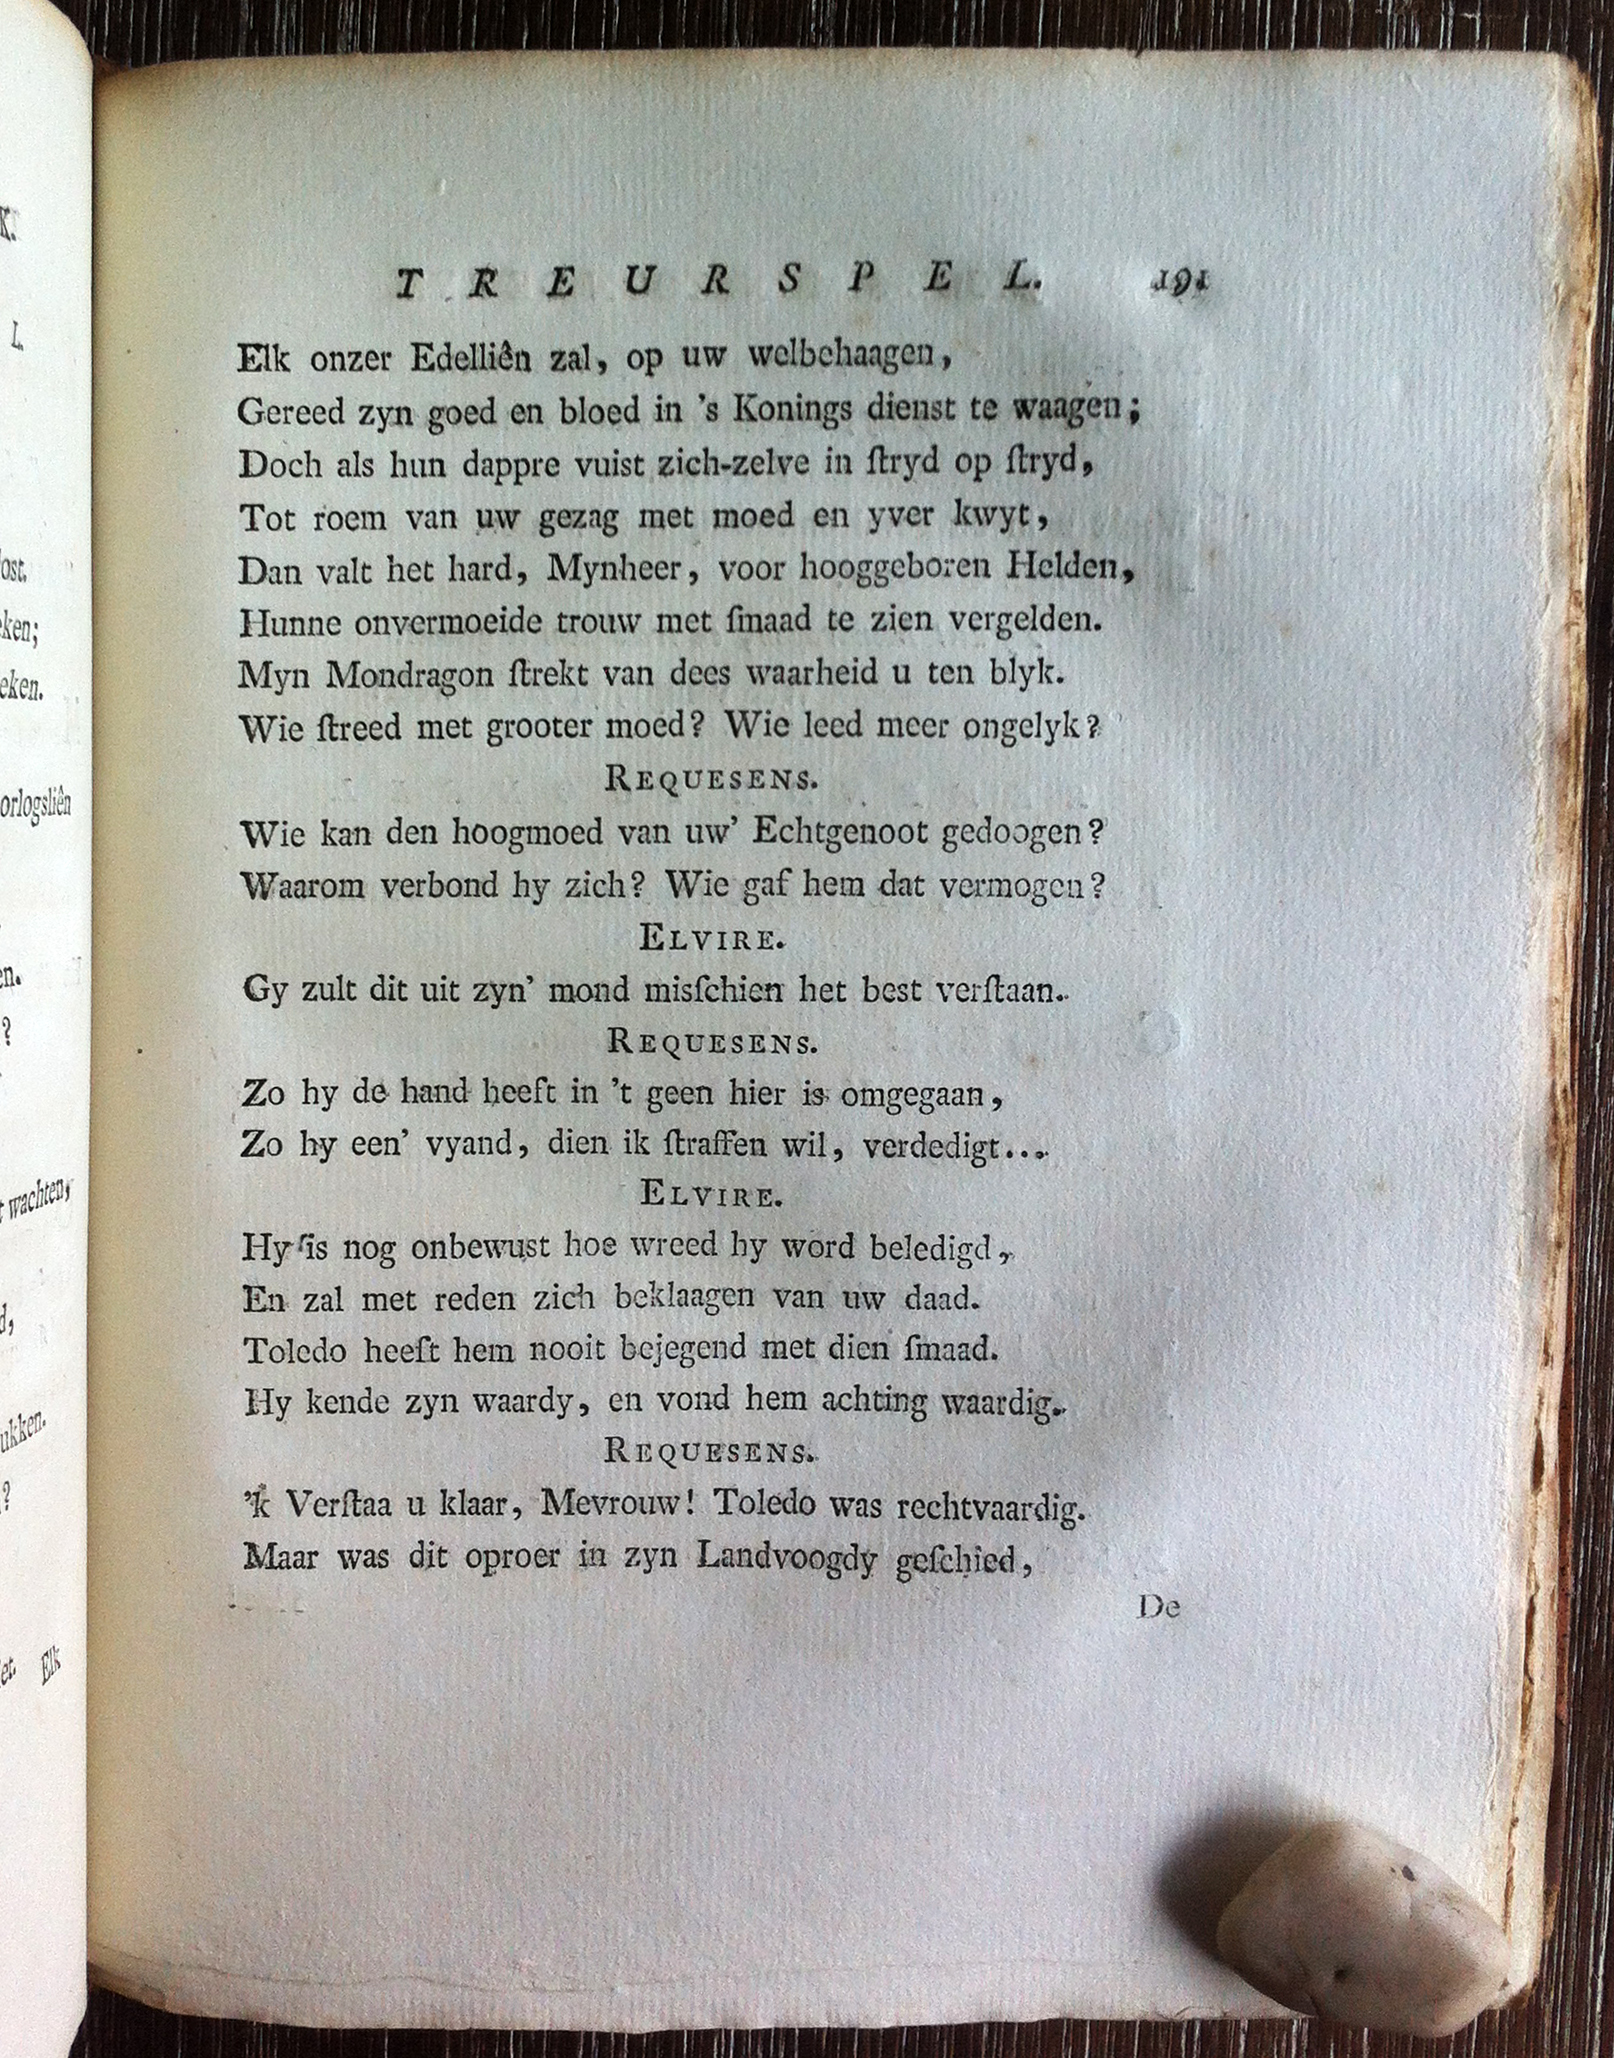 TREURSPEL. 191
Elk onzer Edelliên zal, op uw welbehaagen,
Gereed zyn goed en bloed in 's Konings dienst te waagen;
Doch als hun dappre vuist zich-zelve in ſtryd op ſtryd,
Tot roem van uw gezag met moed en yver kwyt,
Dan valt het hard, Mynheer, voor hooggeboren Helden,
Hunne onvermoeide trouw met ſmaad te zien vergelden.
Myn Mondragon ſtrekt van dees waarheid u ten blyk.
Wie ſtreed met grooter moed? Wie leed meer ongelyk?
REQUESENS.
Wie kan den hoogmoed van uw' Echtgenoot gedoogen?
Waarom verbond hy zich? Wie gaf hem dat vermogen?
ELVIRE.
Gy zult dit uit zyn' mond misſchien het best verſtaan.
REQUESENS.
Zo hy de hand heeft in 't geen hier is omgegaan,
Zo hy een' vyand, dien ik ſtraffen wil, verdedigt...
ELVIRE.
Hy is nog onbewust hoe wreed hy word beledigd,
En zal met reden zich beklaagen van uw daad.
Toledo heeft hem nooit bejegend met dien ſmaad.
Hy kende zyn waardy, en vond hem achting waardig.
REQUESENS.
'k Verſtaa u klaar, Mevrouw! Toledo was rechtvaardig.
Maar was dit oproer in zyn Landvoogdy geſchied,
De